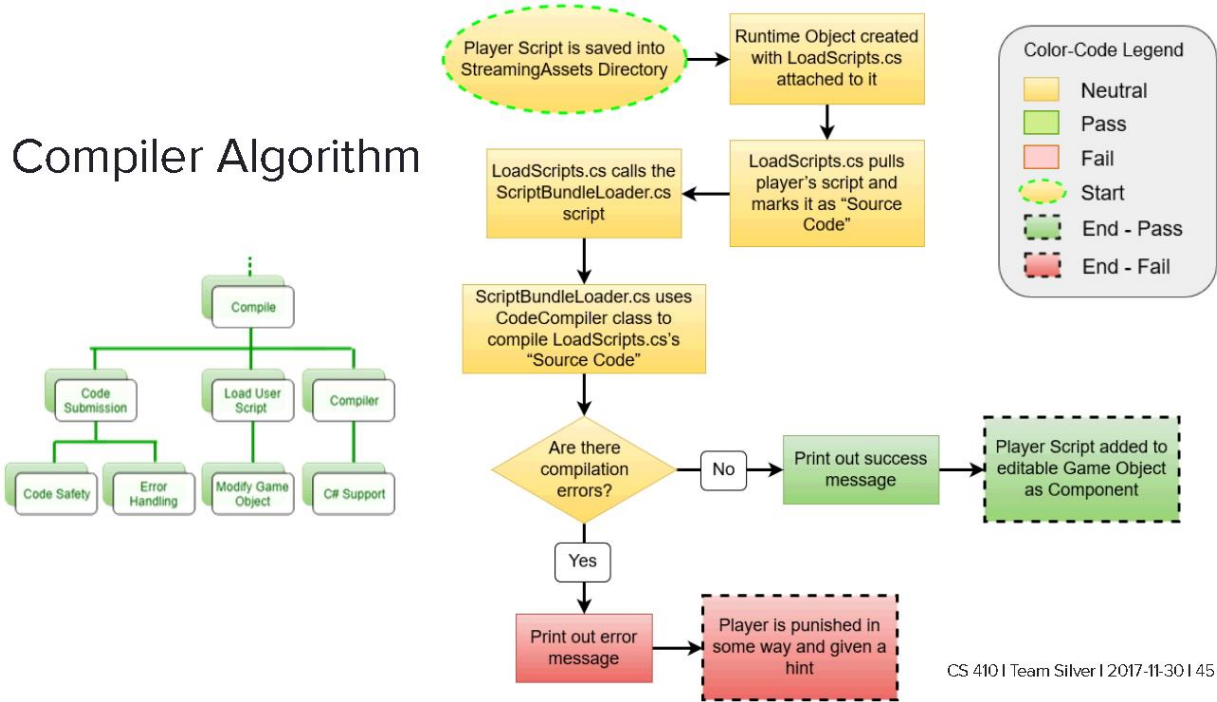 Compiler Algorithm
Compile
Code
Submission
Load User
Script
Compiler
Code Safety
Error
Handling
Modify Game
Object
C# Support
Player Script is saved into
StreamingAssets Directory
Runtime Object created
with LoadScripts.cs
attached to it
LoadScripts.cs pulls
player's script and
marks it as “Source
Code”
LoadScripts.cs calls the
ScriptBundleLoader.cs
script
ScriptBundleLoader.cs uses
CodeCompiler class to
compile LoadScripts.cs's
“Source Code”
Are there
compilation
errors?
No
Print out success
message
Player Script added to
editable Game Object
as Component
Yes
Print out error
message
Player is punished in
some way and given a
hint
Color-Code Legend
Neutral
Pass
Fail
Start
End - Pass
End - Fail
CS 410 I Team Silver I 2017-11-30 I 45